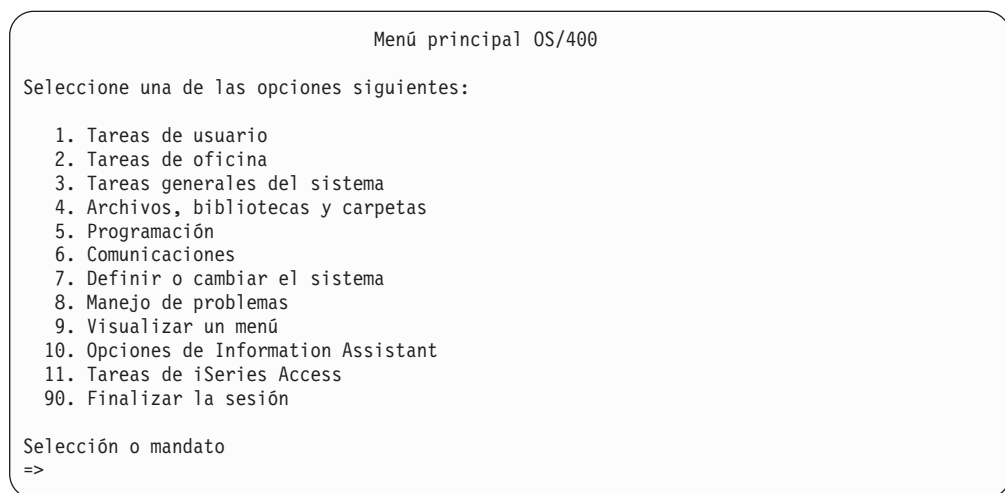 Menú principal OS/400
Seleccione una de las opciones siguientes:
1. Tareas de usuario
2. Tareas de oficina
3. Tareas generales del sistema
4. Archivos, bibliotecas y carpetas
5. Programación
6. Comunicaciones
7. Definir o cambiar el sistema
8. Manejo de problemas
9. Visualizar un menú
10. Opciones de Information Assistant
11. Tareas de iSeries Access
90. Finalizar la sesión
Selección o mandato
=>